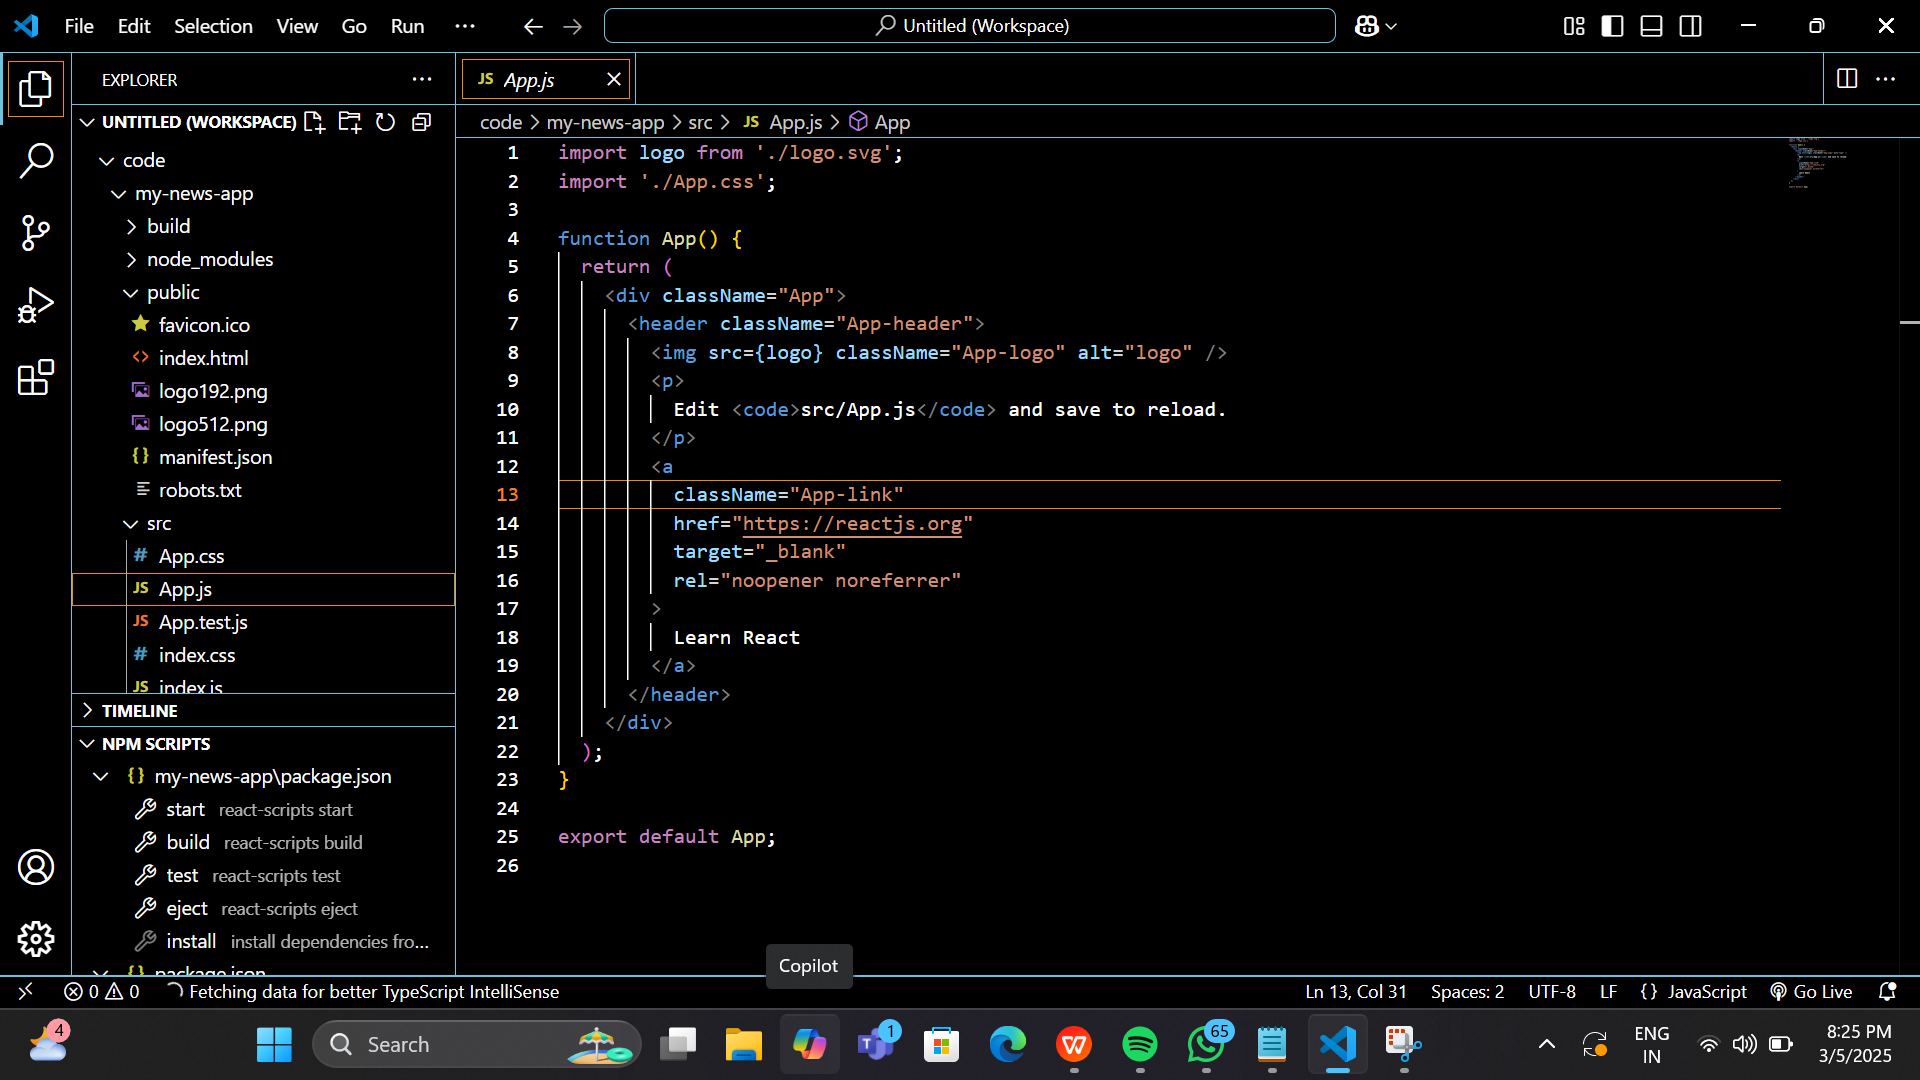 File Edit Selection View Go Run ··· Untitled (Workspace)
EXPLORER ···
UNTITLED (WORKSPACE)
code
my-news-app
build
node_modules
public
favicon.ico
<> index.html
logo192.png
logo512.png
{} manifest.json
robots.txt
src
# App.css
JS App.js
JS App.test.js
# index.css
JS index.js
TIMELINE
NPM SCRIPTS
{} my-news-app\package.json
start react-scripts start
build react-scripts build
test react-scripts test
eject react-scripts eject
install install dependencies fro...
{} package.json
JS App.js
code > my-news-app > src > JS App.js > App
1 import logo from './logo.svg';
2 import './App.css';
3
4 function App() {
5 return (
6 <div className="App">
7 <header className="App-header">
8 <img src={logo} className="App-logo" alt="logo" />
9 <p>
10 Edit <code>src/App.js</code> and save to reload.
11 </p>
12 <a
13 className="App-link"
14 href="https://reactjs.org"
15 target="_blank"
16 rel="noopener noreferrer"
17 >
18 Learn React
19 </a>
20 </header>
21 </div>
22 );
23 }
24
25 export default App;
26
Copilot
0 0 Fetching data for better TypeScript IntelliSense Ln 13, Col 31 Spaces: 2 UTF-8 LF {} JavaScript Go Live
4 Search 1 65 ENG 8:25 PM
IN 3/5/2025